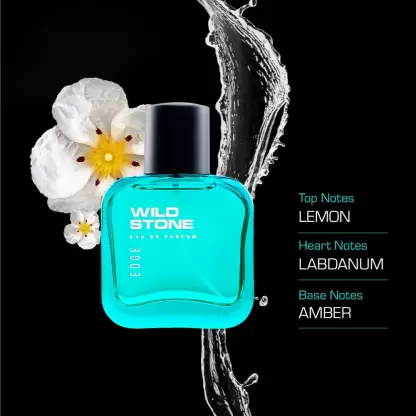 WILD
STONE
EAU DE PARFUM
EDGE
Top Notes
LEMON
Heart Notes
LABDANUM
Base Notes
AMBER